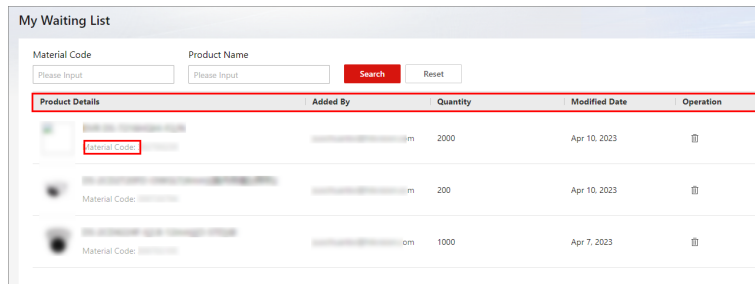 My Waiting List
Material Code Product Name
Please Input Please Input Search Reset
Product Details Added By Quantity Modified Date Operation
m 2000 Apr 10, 2023
Material Code:
m 200 Apr 10, 2023
Material Code:
om 1000 Apr 7, 2023
Material Code: